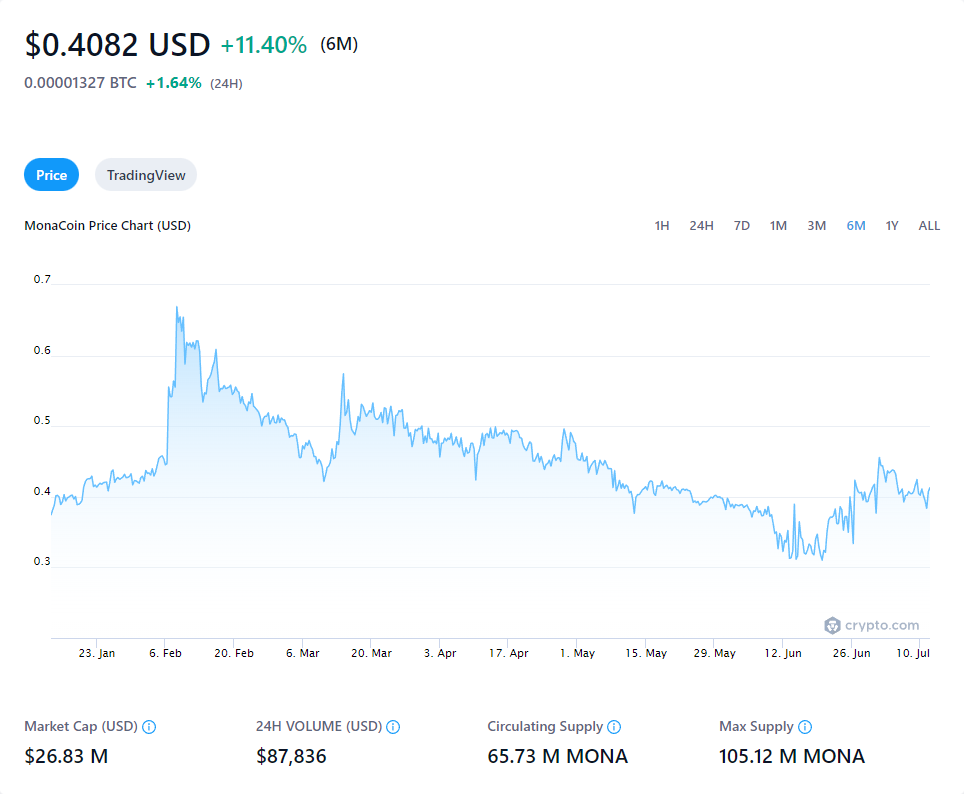 $0.4082 USD +11.40% (6M)
0.00001327 BTC +1.64% (24H)
Price TradingView
MonaCoin Price Chart (USD) 1H 24H 7D 1M 3M 6M 1Y ALL
0.7
0.6
0.5
0.4
0.3
crypto.com
23. Jan 6. Feb 20. Feb 6. Mar 20. Mar 3. Apr 17. Apr 1. May 15. May 29. May 12. Jun 26. Jun 10. Jul
Market Cap (USD) 24H VOLUME (USD) Circulating Supply Max Supply
$26.83 M $87,836 65.73 M MONA 105.12 M MONA